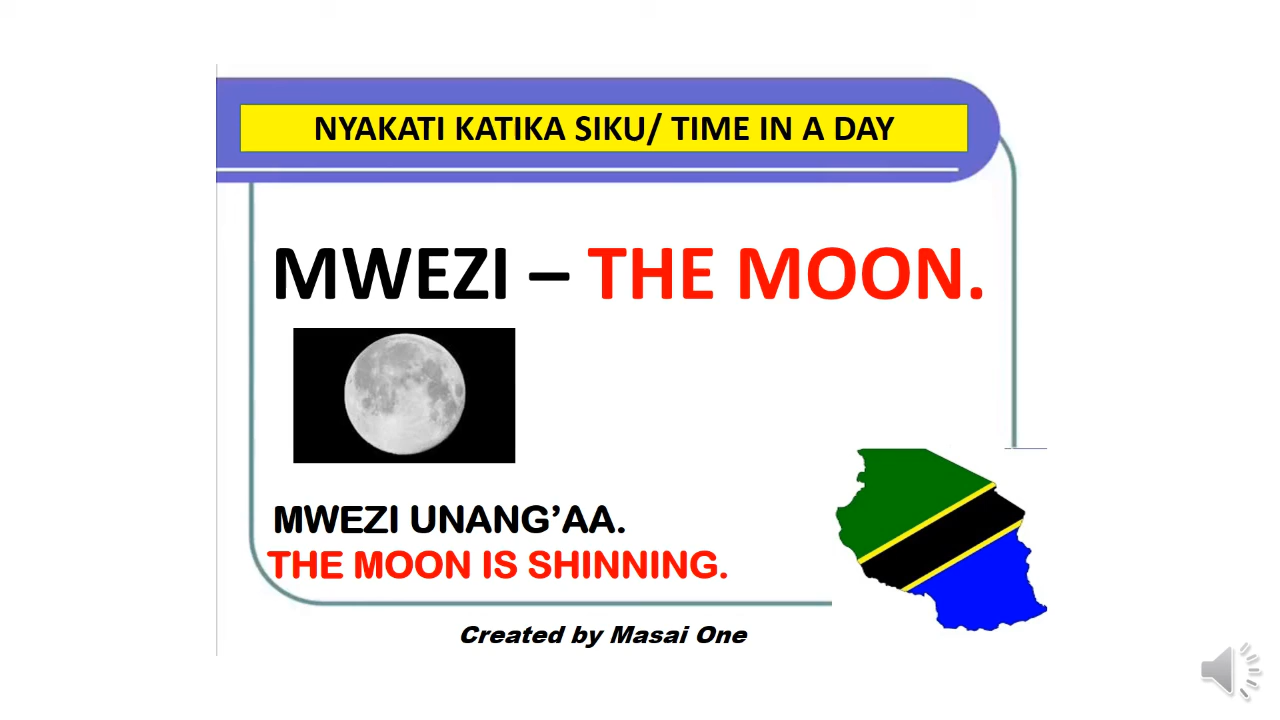 NYAKATI KATIKA SIKU/ TIME IN A DAY
MWEZI – THE MOON.
MWEZI UNANG’AA.
THE MOON IS SHINNING.
Created by Masai One